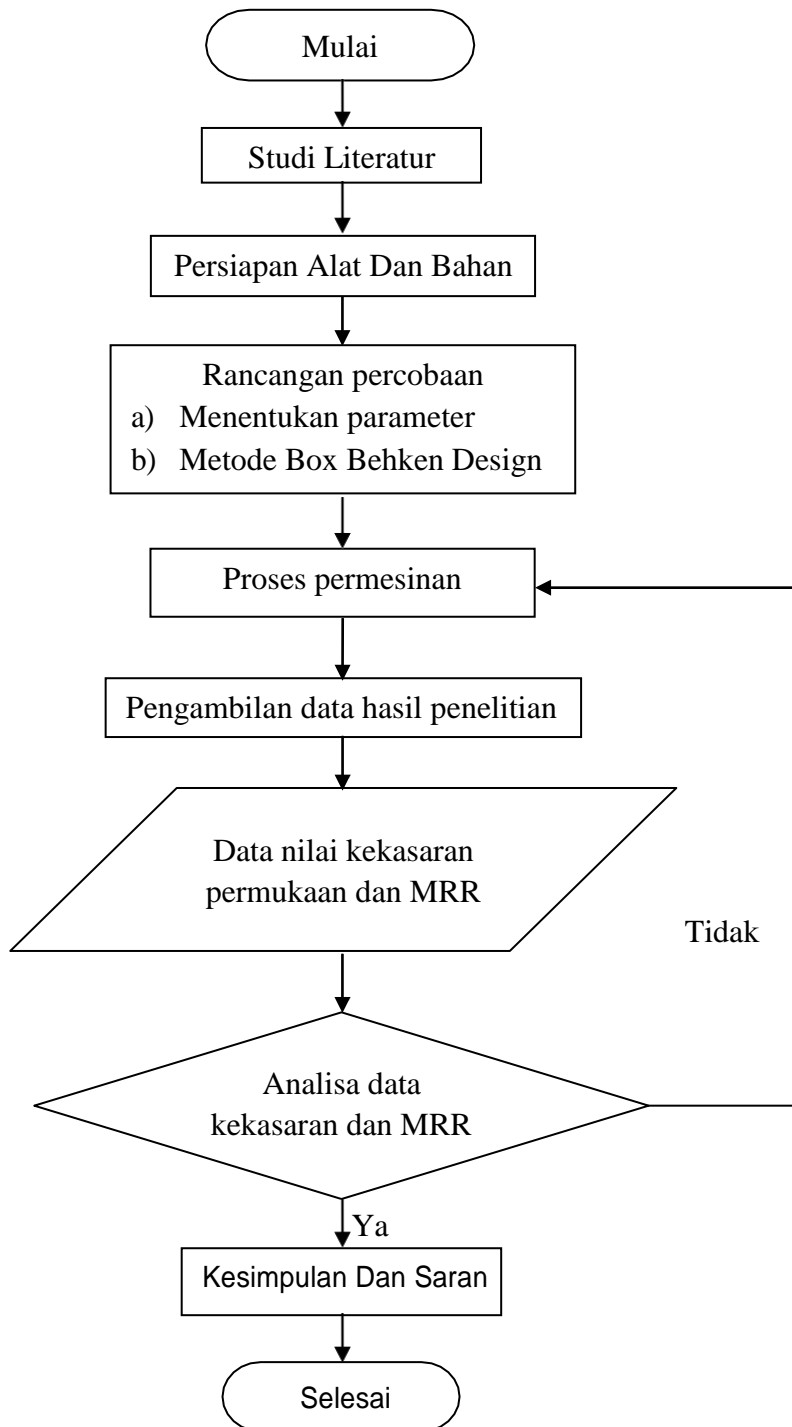 Mulai
Studi Literatur
Persiapan Alat Dan Bahan
Rancangan percobaan
a) Menentukan parameter
b) Metode Box Behken Design
Proses permesinan
Pengambilan data hasil penelitian
Data nilai kekasaran
permukaan dan MRR
Tidak
Analisa data
kekasaran dan MRR
Ya
Kesimpulan Dan Saran
Selesai